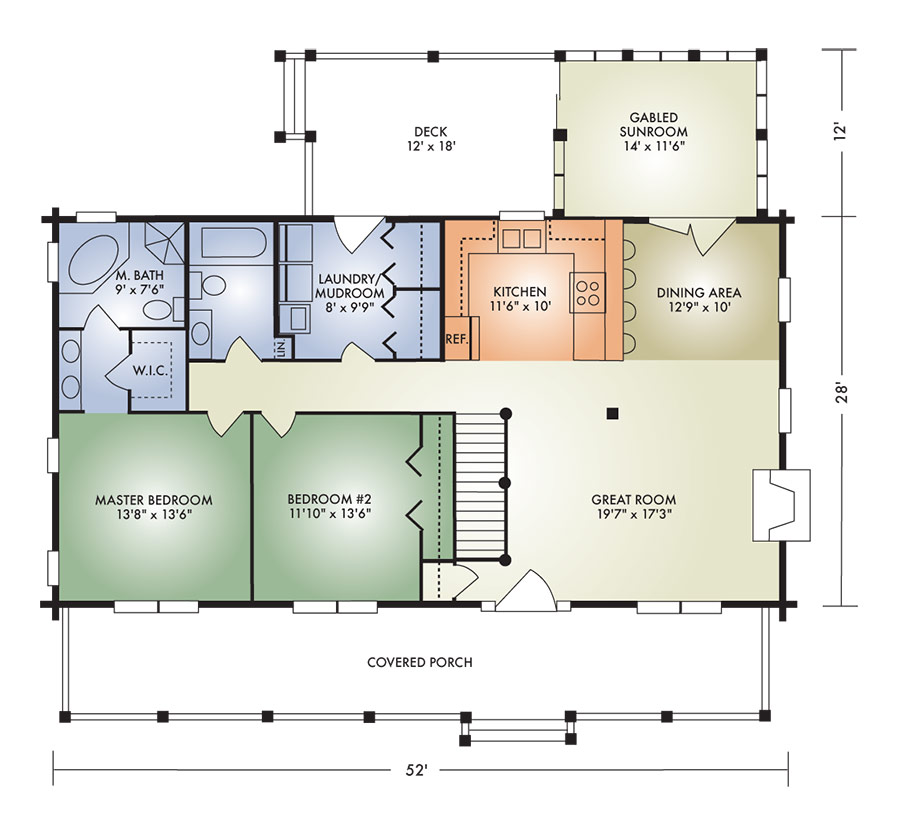 DECK
12' x 18'
GABLED
SUNROOM
14' x 11'6"
12'
M. BATH
9' x 7'6"
LAUNDRY/
MUDROOM
8' x 9'9"
KITCHEN
11'6" x 10'
DINING AREA
12'9" x 10'
REF.
LIN.
W.I.C.
28'
MASTER BEDROOM
13'8" x 13'6"
BEDROOM #2
11'10" x 13'6"
GREAT ROOM
19'7" x 17'3"
COVERED PORCH
52'